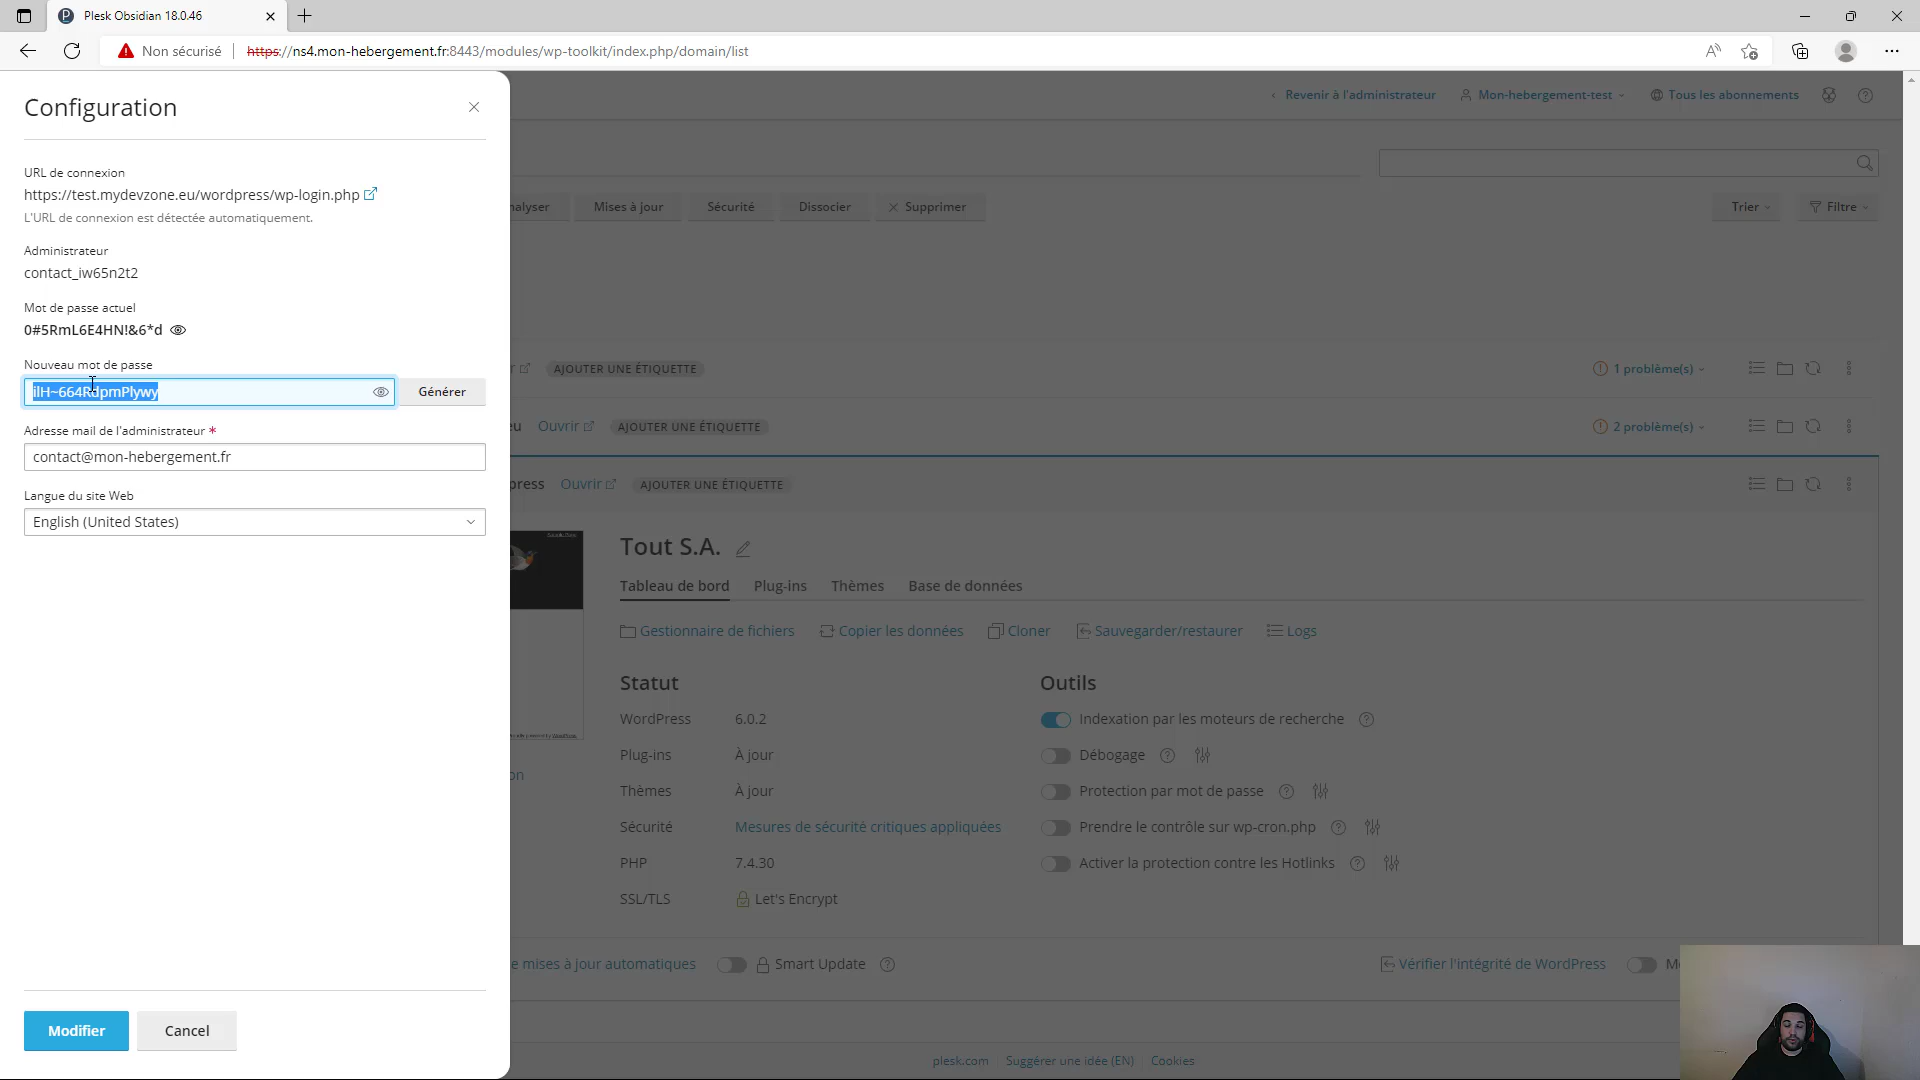 Plesk Obsidian 18.0.46
Non sécurisé
https://ns4.mon-hebergement.fr:8443/modules/wp-toolkit/index.php/domain/list
Configuration
URL de connexion
https://test.mydevzone.eu/wordpress/wp-login.php
L'URL de connexion est détectée automatiquement.
Administrateur
contact_iw65n2t2
Mot de passe actuel
0#5RmL6E4HN!&6*d
Nouveau mot de passe
ilH~664RdpmPlywy
Générer
Adresse mail de l'administrateur *
contact@mon-hebergement.fr
Langue du site Web
English (United States)
Modifier
Cancel
Revenir à l'administrateur
Mon-hebergement-test
Tous les abonnements
nalyser
Mises à jour
Sécurité
Dissocier
Supprimer
Trier
Filtre
r
AJOUTER UNE ÉTIQUETTE
1 problème(s)
eu
Ouvrir
AJOUTER UNE ÉTIQUETTE
2 problème(s)
press
Ouvrir
AJOUTER UNE ÉTIQUETTE
Tout S.A.
Tableau de bord
Plug-ins
Thèmes
Base de données
Gestionnaire de fichiers
Copier les données
Cloner
Sauvegarder/restaurer
Logs
Statut
WordPress 6.0.2
Plug-ins À jour
Thèmes À jour
Sécurité Mesures de sécurité critiques appliquées
PHP 7.4.30
SSL/TLS Let's Encrypt
Outils
Indexation par les moteurs de recherche
Débogage
Protection par mot de passe
Prendre le contrôle sur wp-cron.php
Activer la protection contre les Hotlinks
on
e mises à jour automatiques
Smart Update
Vérifier l'intégrité de WordPress
M
plesk.com
Suggérer une idée (EN)
Cookies